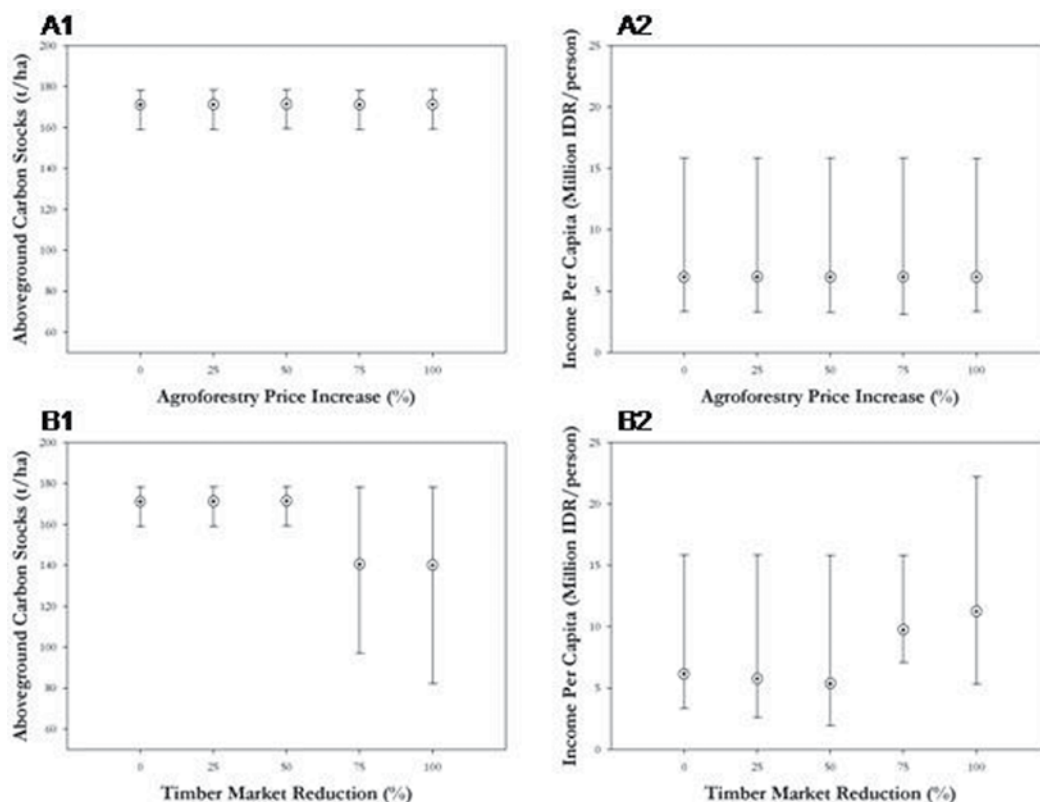 A1
Aboveground Carbon Stocks (t/ha)
200
180
160
140
120
100
80
60
0 25 50 75 100
Agroforestry Price Increase (%)
A2
Income Per Capita (Million IDR/person)
25
20
15
10
5
0
0 25 50 75 100
Agroforestry Price Increase (%)
B1
Aboveground Carbon Stocks (t/ha)
200
180
160
140
120
100
80
60
0 25 50 75 100
Timber Market Reduction (%)
B2
Income Per Capita (Million IDR/person)
25
20
15
10
5
0
0 25 50 75 100
Timber Market Reduction (%)